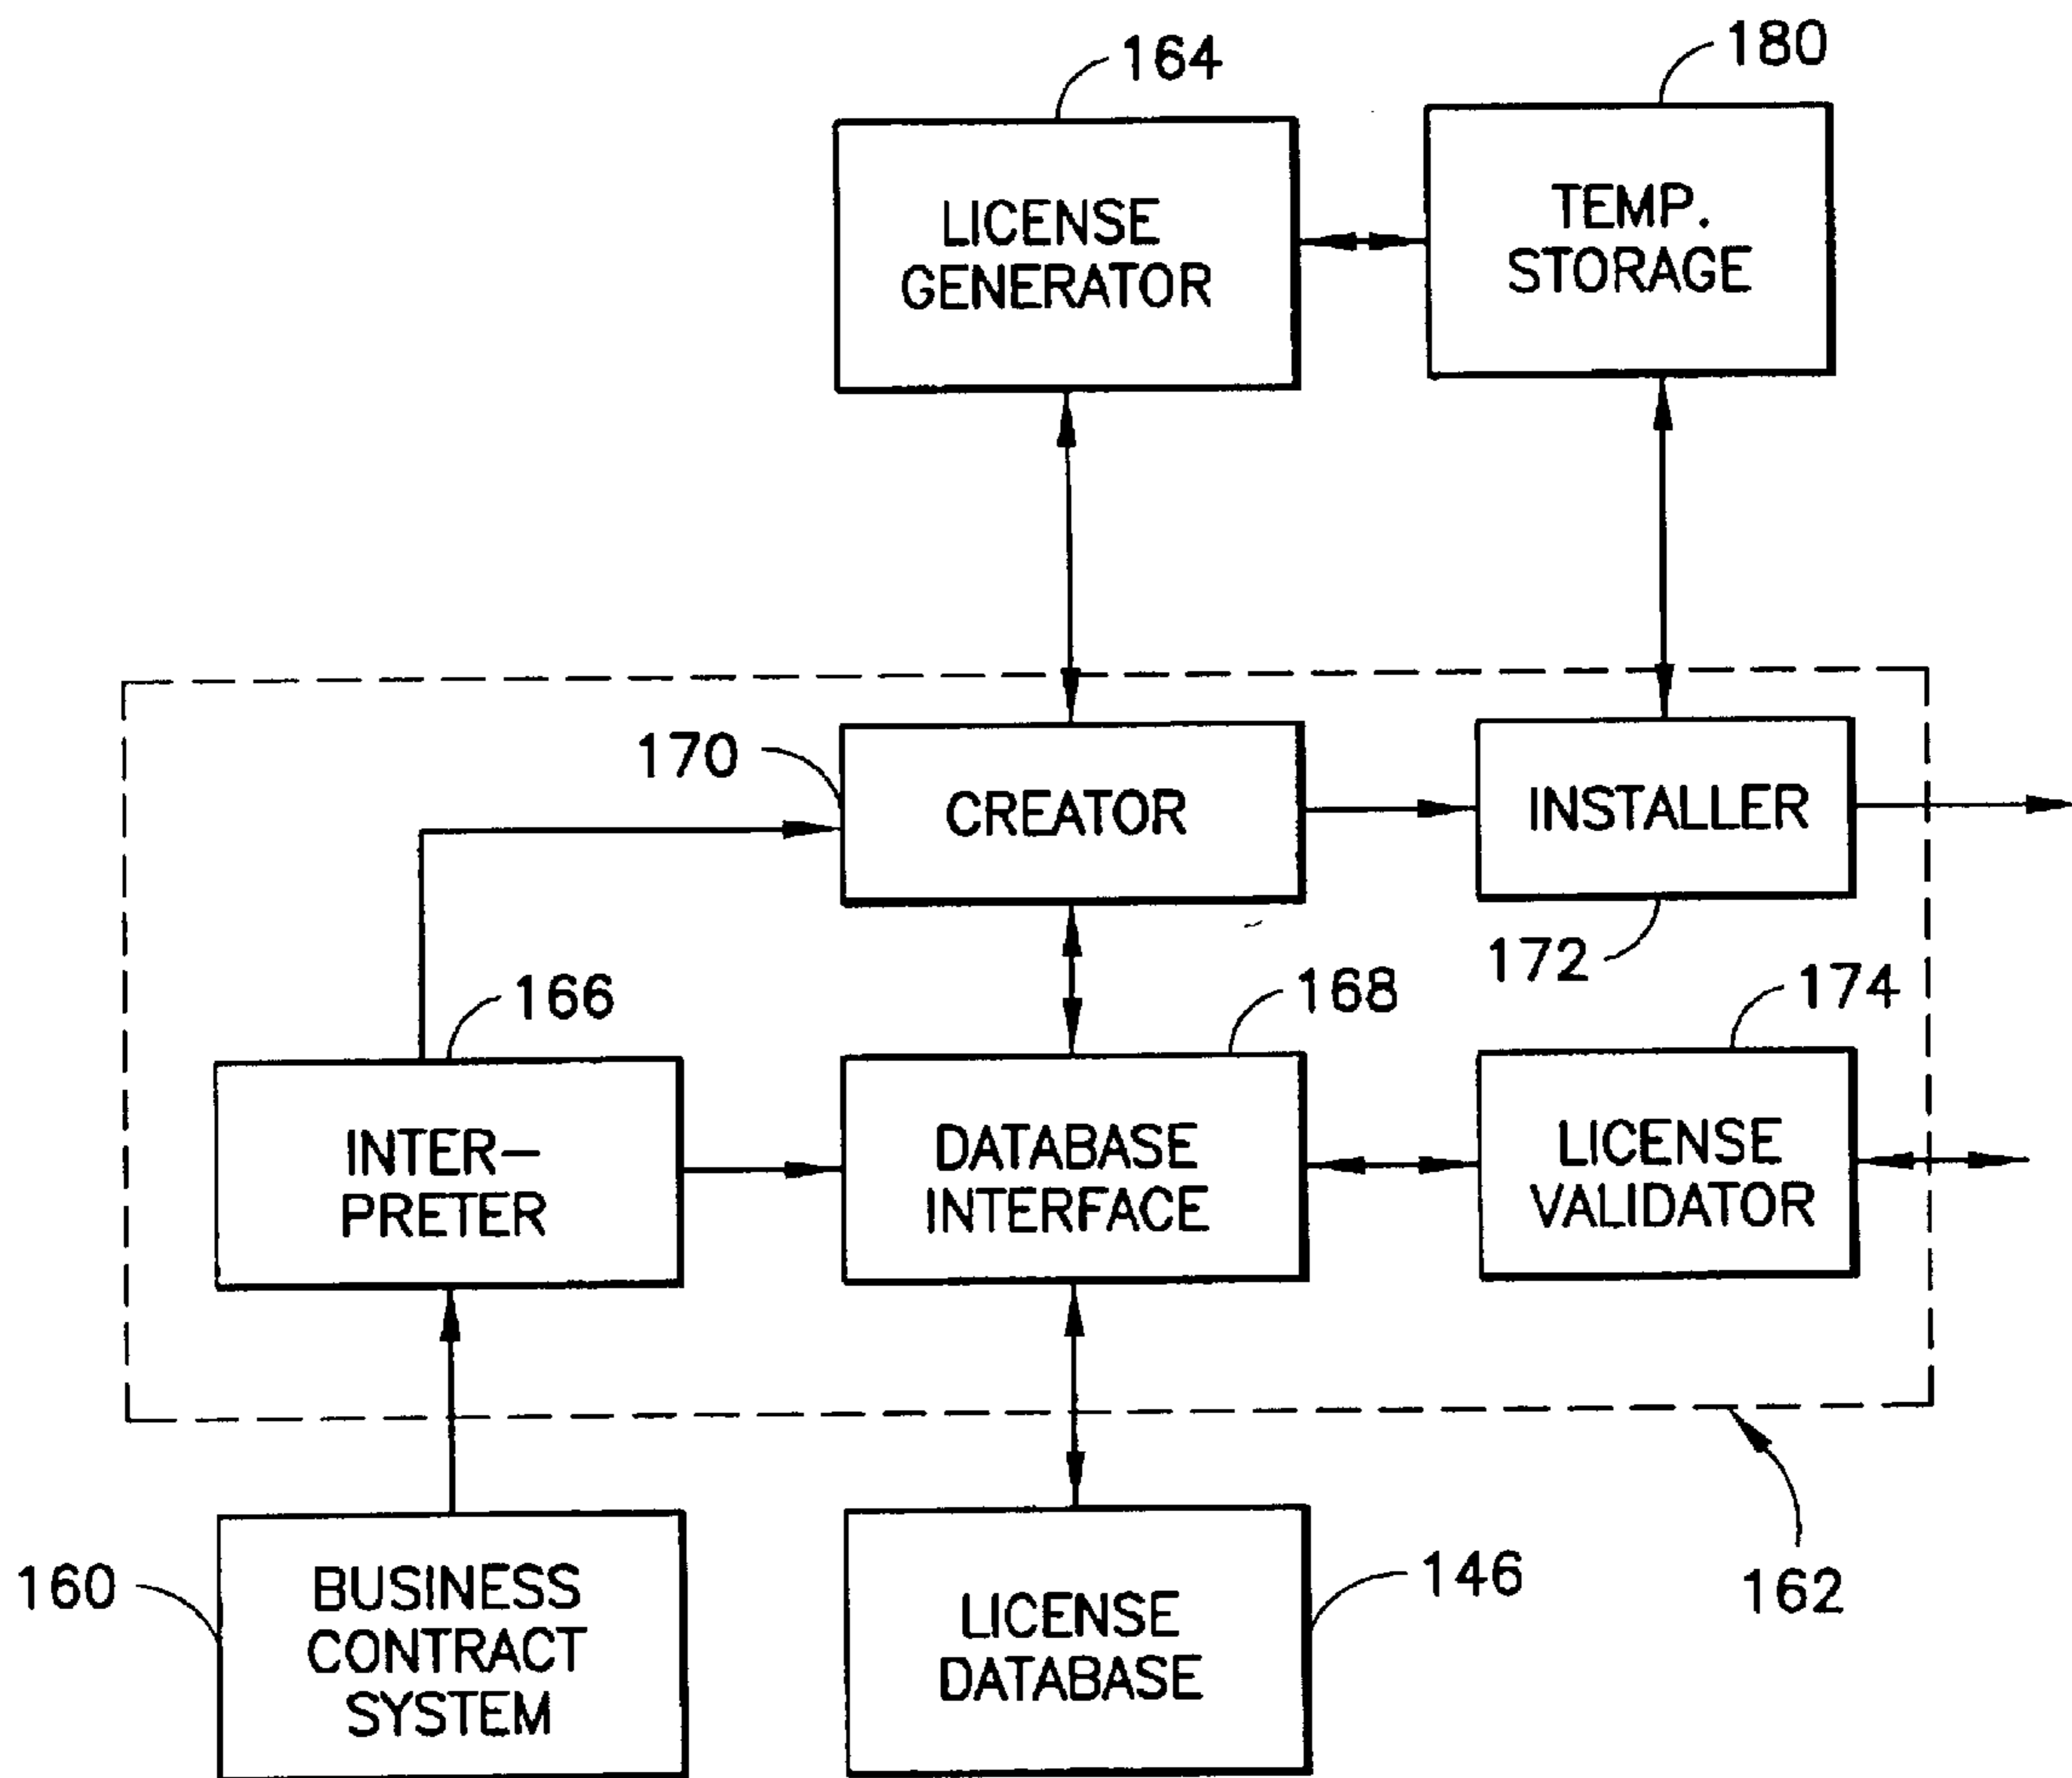 180
164
TEMP.
STORAGE
LICENSE
GENERATOR
170
CREATOR
INSTALLER
172
174
168
166
INTER-
PRETER
DATABASE
INTERFACE
LICENSE
VALIDATOR
160
BUSINESS
CONTRACT
SYSTEM
LICENSE
DATABASE
146
162